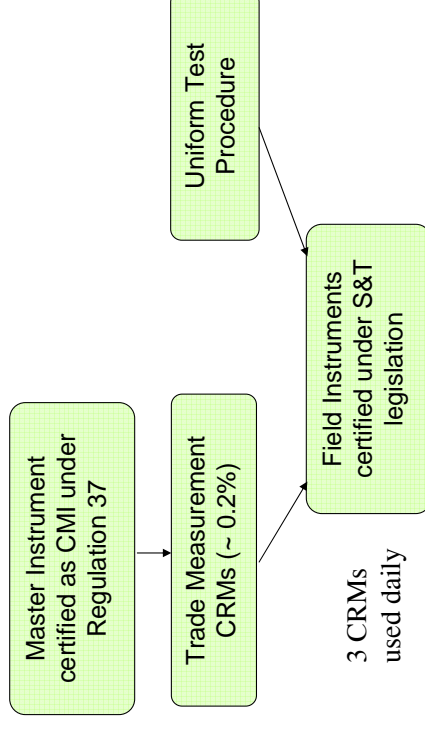 Master Instrument
certified as CMI under
Regulation 37
Trade Measurement
CRMs (~ 0.2%)
Uniform Test
Procedure
Field Instruments
certified under S&T
legislation
3 CRMs
used daily